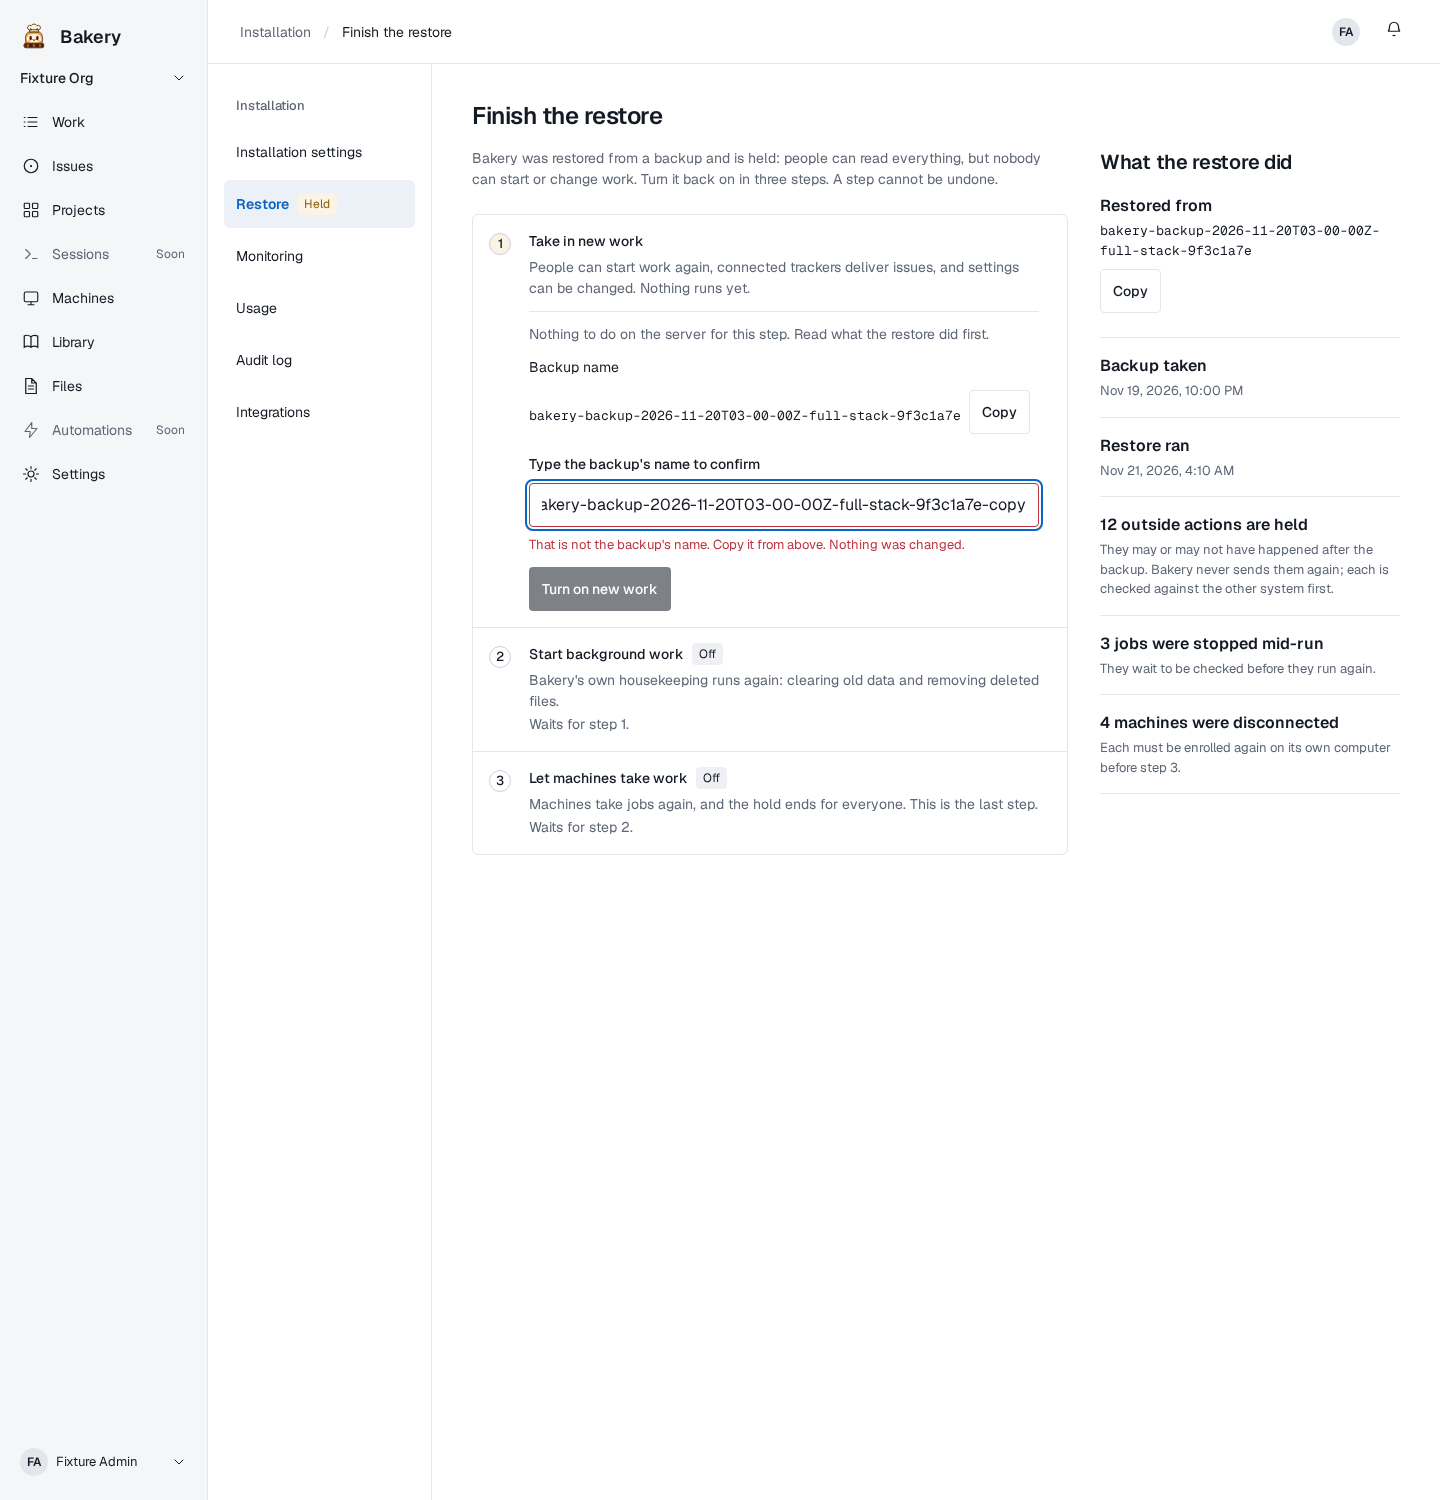 Bakery
Fixture Org
Work
Issues
Projects
Sessions Soon
Machines
Library
Files
Automations Soon
Settings
FA Fixture Admin
Installation / Finish the restore
FA
Installation
Installation settings
Restore Held
Monitoring
Usage
Audit log
Integrations
Finish the restore
Bakery was restored from a backup and is held: people can read everything, but nobody
can start or change work. Turn it back on in three steps. A step cannot be undone.
1 Take in new work
People can start work again, connected trackers deliver issues, and settings
can be changed. Nothing runs yet.
Nothing to do on the server for this step. Read what the restore did first.
Backup name
bakery-backup-2026-11-20T03-00-00Z-full-stack-9f3c1a7e Copy
Type the backup's name to confirm
akery-backup-2026-11-20T03-00-00Z-full-stack-9f3c1a7e-copy
That is not the backup's name. Copy it from above. Nothing was changed.
Turn on new work
2 Start background work Off
Bakery's own housekeeping runs again: clearing old data and removing deleted
files.
Waits for step 1.
3 Let machines take work Off
Machines take jobs again, and the hold ends for everyone. This is the last step.
Waits for step 2.
What the restore did
Restored from
bakery-backup-2026-11-20T03-00-00Z-
full-stack-9f3c1a7e
Copy
Backup taken
Nov 19, 2026, 10:00 PM
Restore ran
Nov 21, 2026, 4:10 AM
12 outside actions are held
They may or may not have happened after the
backup. Bakery never sends them again; each is
checked against the other system first.
3 jobs were stopped mid-run
They wait to be checked before they run again.
4 machines were disconnected
Each must be enrolled again on its own computer
before step 3.